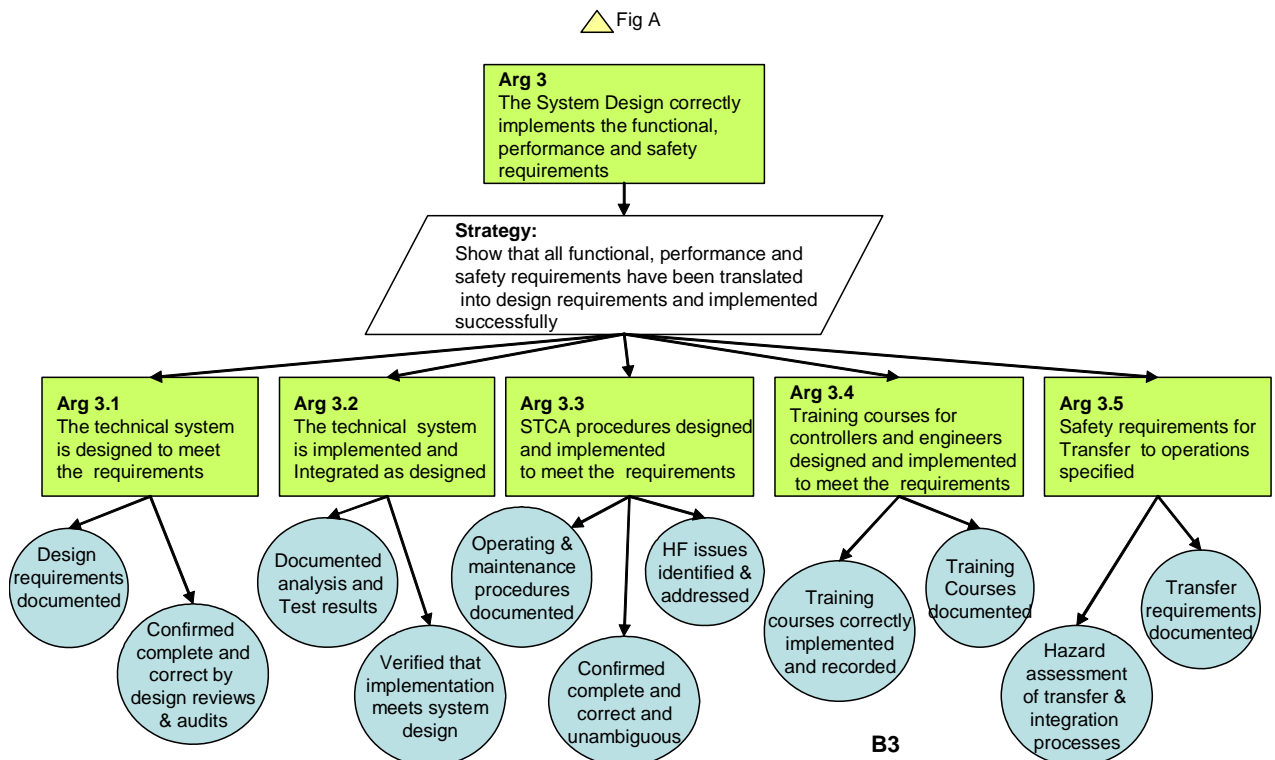 Fig A
Arg 3
The System Design correctly
implements the functional,
performance and safety
requirements
Strategy:
Show that all functional, performance and
safety requirements have been translated
into design requirements and implemented
successfully
Arg 3.1
The technical system
is designed to meet
the requirements
Arg 3.2
The technical system
is implemented and
Integrated as designed
Arg 3.3
STCA procedures designed
and implemented
to meet the requirements
Arg 3.4
Training courses for
controllers and engineers
designed and implemented
to meet the requirements
Arg 3.5
Safety requirements for
Transfer to operations
specified
Design
requirements
documented
Confirmed
complete and
correct by
design reviews
& audits
Documented
analysis and
Test results
Verified that
implementation
meets system
design
Operating &
maintenance
procedures
documented
Confirmed
complete and
correct and
unambiguous
HF issues
identified &
addressed
Training
courses correctly
implemented
and recorded
Training
Courses
documented
Hazard
assessment
of transfer &
integration
processes
Transfer
requirements
documented
B3